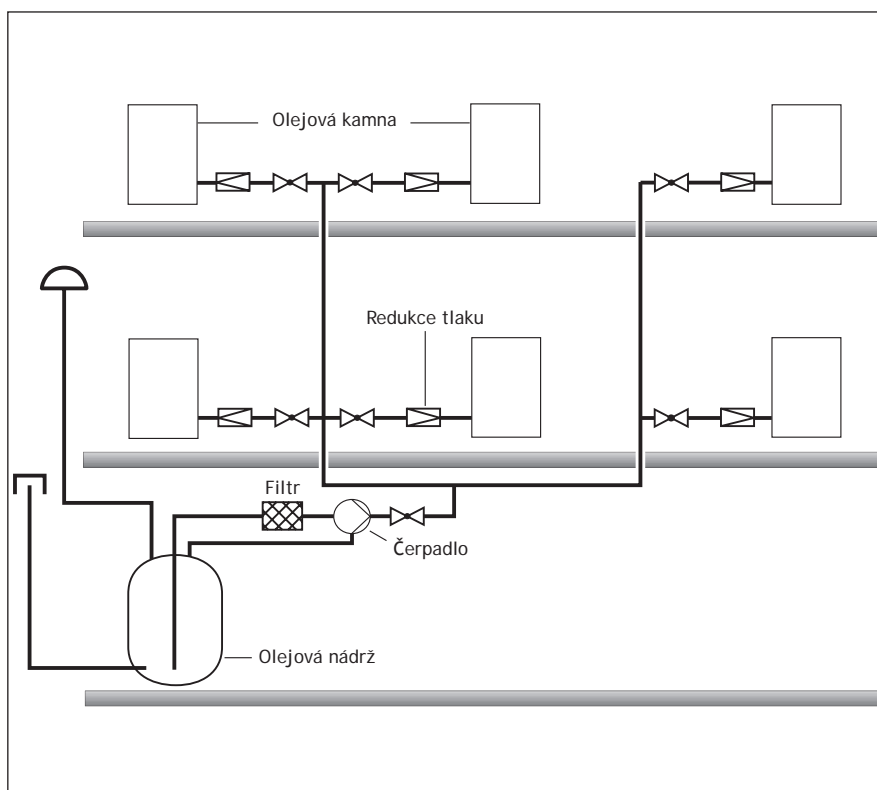 Olejová kamna
Redukce tlaku
Filtr
Čerpadlo
Olejová nádrž